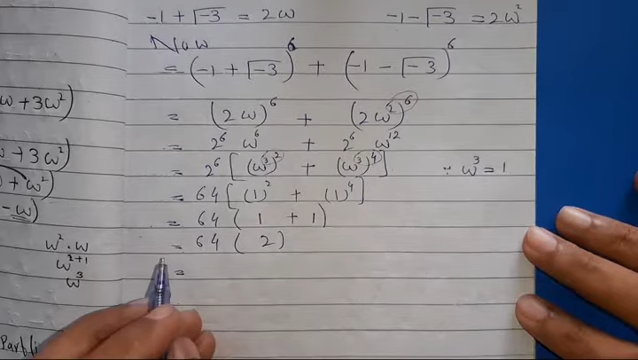 -1 + √-3 = 2ω        -1 - √-3 = 2ω²
Now
= (-1 + √-3)⁶ + (-1 - √-3)⁶
= (2ω)⁶ + (2ω²)⁶
= 2⁶ ω⁶ + 2⁶ ω¹²
= 2⁶ [(ω³)² + (ω³)⁴]        ∵ ω³ = 1
= 64 [(1)² + (1)⁴]
= 64 (1 + 1)
= 64 (2)
=
ω + 3ω²)
ω + 3ω²)
+ ω²)
- ω)
ω² · ω
ω²⁺¹
ω³